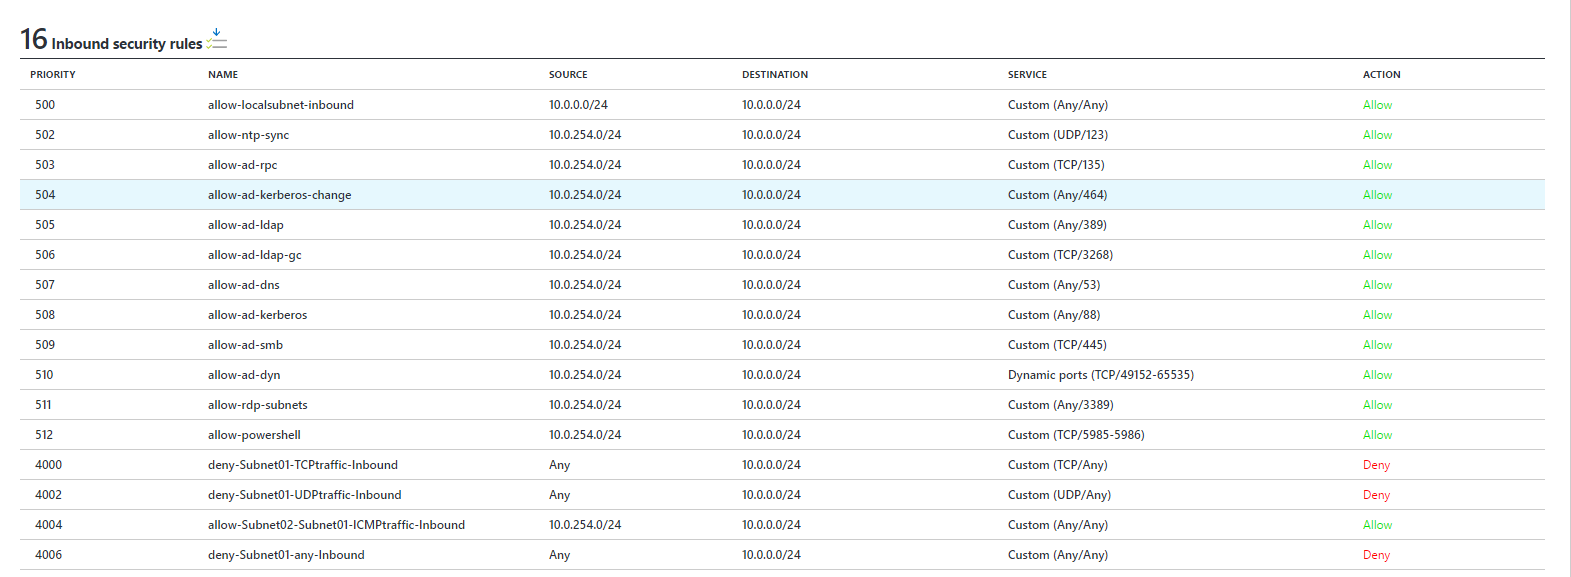 16 Inbound security rules
PRIORITY NAME SOURCE DESTINATION SERVICE ACTION
500 allow-localsubnet-inbound 10.0.0.0/24 10.0.0.0/24 Custom (Any/Any) Allow
502 allow-ntp-sync 10.0.254.0/24 10.0.0.0/24 Custom (UDP/123) Allow
503 allow-ad-rpc 10.0.254.0/24 10.0.0.0/24 Custom (TCP/135) Allow
504 allow-ad-kerberos-change 10.0.254.0/24 10.0.0.0/24 Custom (Any/464) Allow
505 allow-ad-ldap 10.0.254.0/24 10.0.0.0/24 Custom (Any/389) Allow
506 allow-ad-ldap-gc 10.0.254.0/24 10.0.0.0/24 Custom (TCP/3268) Allow
507 allow-ad-dns 10.0.254.0/24 10.0.0.0/24 Custom (Any/53) Allow
508 allow-ad-kerberos 10.0.254.0/24 10.0.0.0/24 Custom (Any/88) Allow
509 allow-ad-smb 10.0.254.0/24 10.0.0.0/24 Custom (TCP/445) Allow
510 allow-ad-dyn 10.0.254.0/24 10.0.0.0/24 Dynamic ports (TCP/49152-65535) Allow
511 allow-rdp-subnets 10.0.254.0/24 10.0.0.0/24 Custom (Any/3389) Allow
512 allow-powershell 10.0.254.0/24 10.0.0.0/24 Custom (TCP/5985-5986) Allow
4000 deny-Subnet01-TCPtraffic-Inbound Any 10.0.0.0/24 Custom (TCP/Any) Deny
4002 deny-Subnet01-UDPtraffic-Inbound Any 10.0.0.0/24 Custom (UDP/Any) Deny
4004 allow-Subnet02-Subnet01-ICMPtraffic-Inbound 10.0.254.0/24 10.0.0.0/24 Custom (Any/Any) Allow
4006 deny-Subnet01-any-Inbound Any 10.0.0.0/24 Custom (Any/Any) Deny